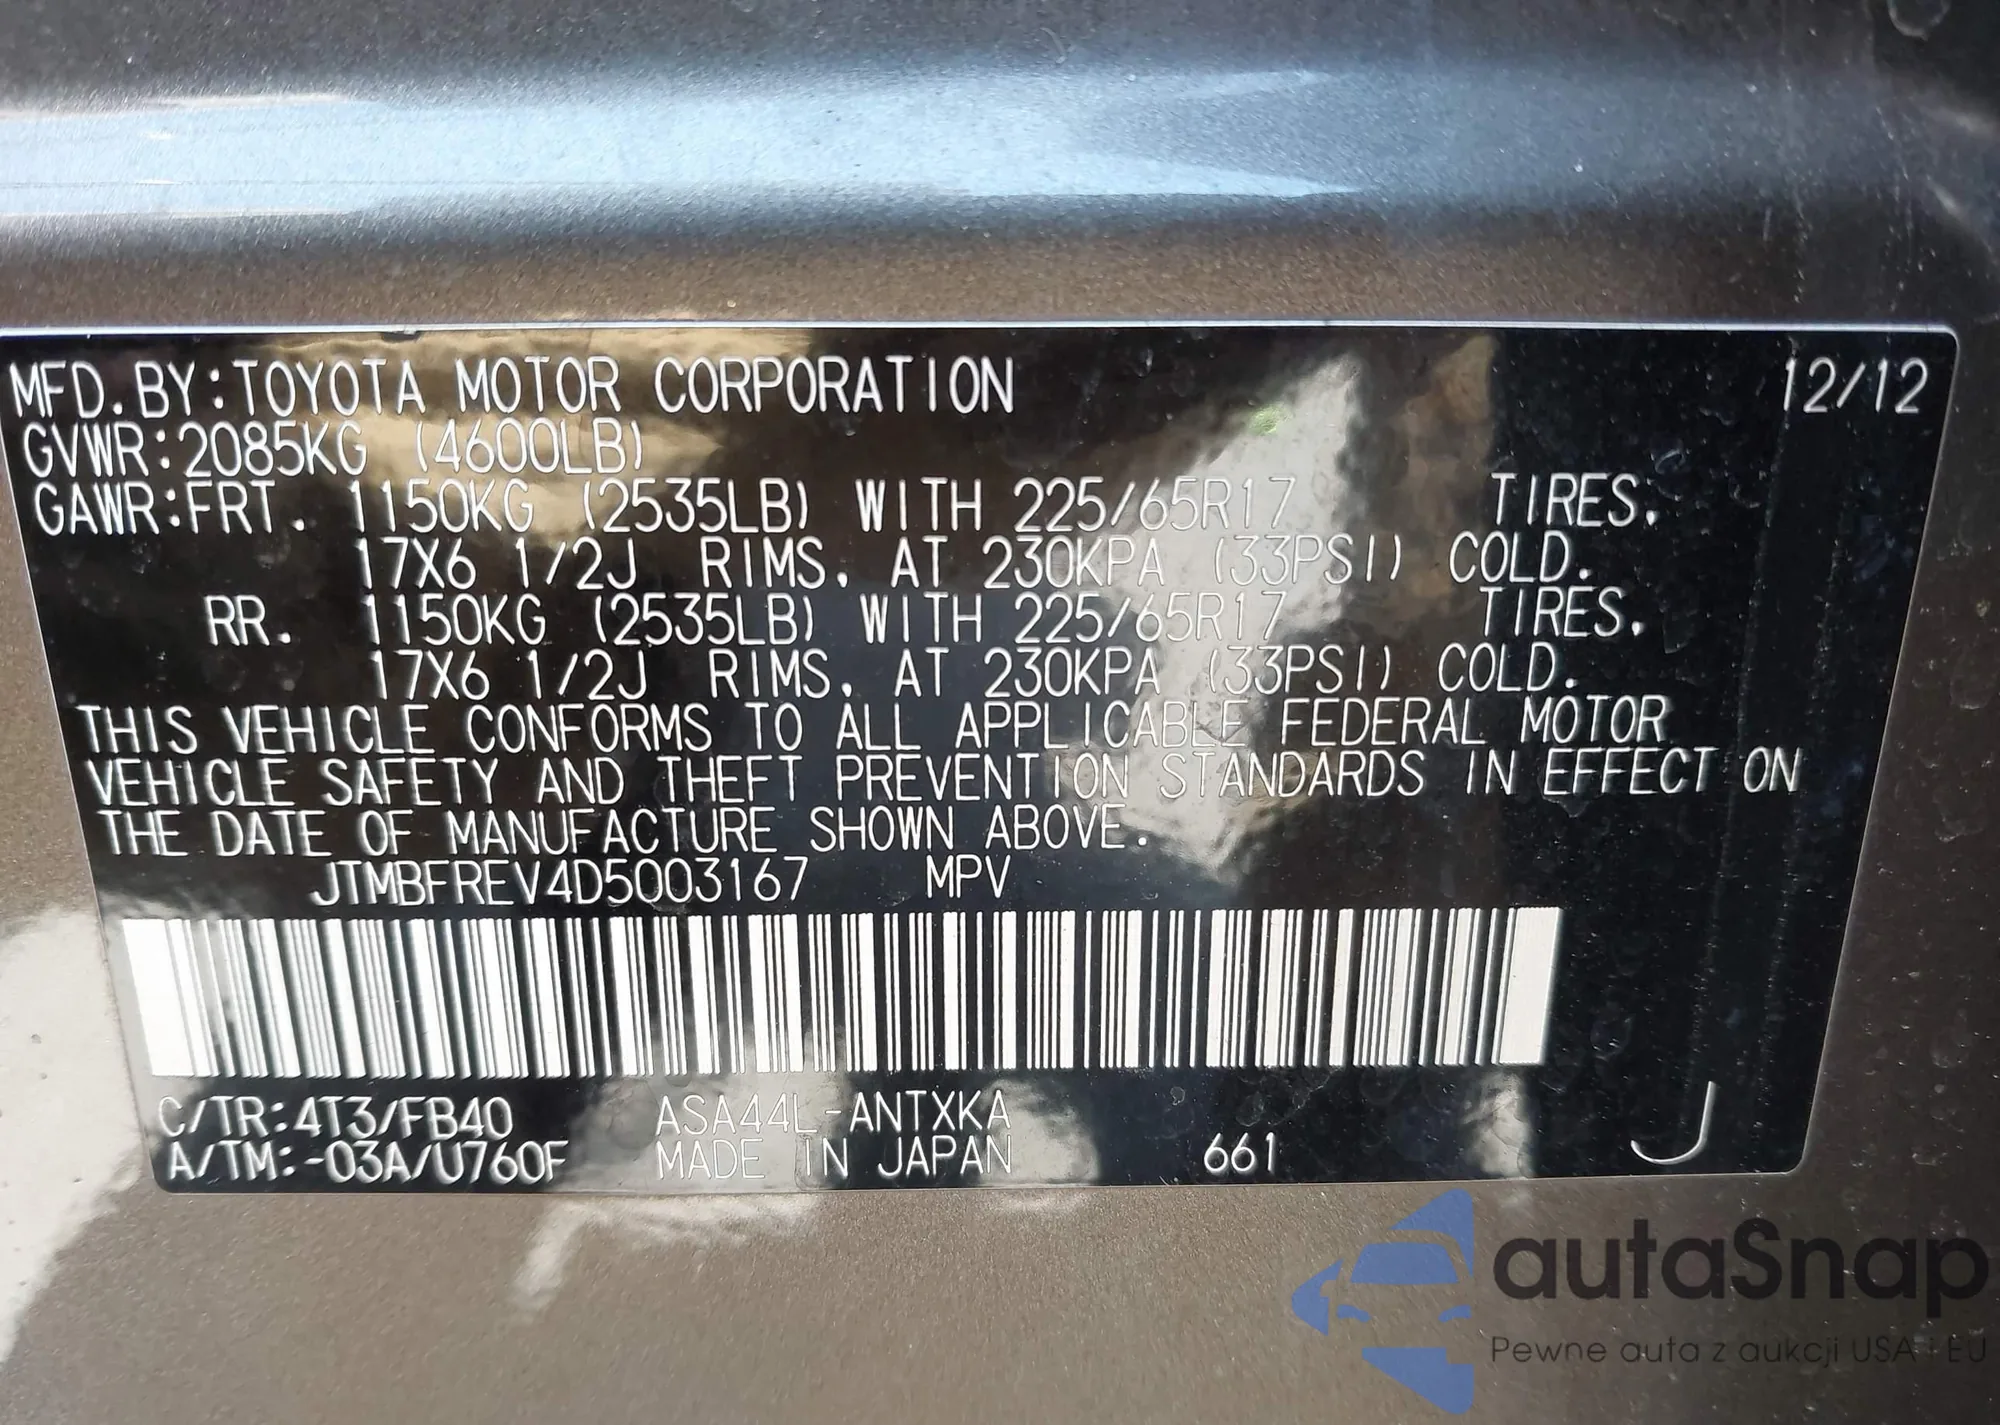 MFD.BY:TOYOTA MOTOR CORPORATION 12/12
GVWR:2085KG (4600LB)
GAWR:FRT. 1150KG (2535LB) WITH 225/65R17 TIRES,
17X6 1/2J RIMS, AT 230KPA (33PSI) COLD.
RR. 1150KG (2535LB) WITH 225/65R17 TIRES,
17X6 1/2J RIMS, AT 230KPA (33PSI) COLD.
THIS VEHICLE CONFORMS TO ALL APPLICABLE FEDERAL MOTOR
VEHICLE SAFETY AND THEFT PREVENTION STANDARDS IN EFFECT ON
THE DATE OF MANUFACTURE SHOWN ABOVE.
JTMBFREV4D5003167 MPV
C/TR:4T3/FB40 ASA44L-ANTXKA
A/TM:-03A/U760F MADE IN JAPAN 661 J
autaSnap
Pewne auta z aukcji USA i EU